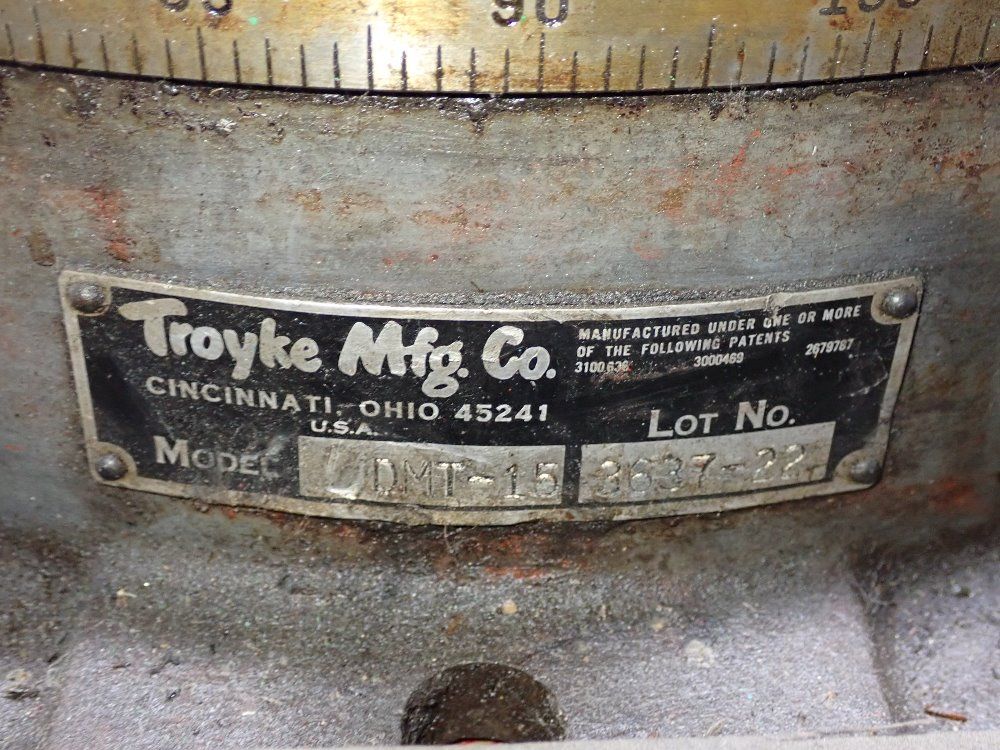 90
Troyke Mfg. Co.
CINCINNATI, OHIO 45241
U.S.A.
MANUFACTURED UNDER ONE OR MORE
OF THE FOLLOWING PATENTS
3000469 2679767
MODEL DMT-15
LOT NO. 3637-22